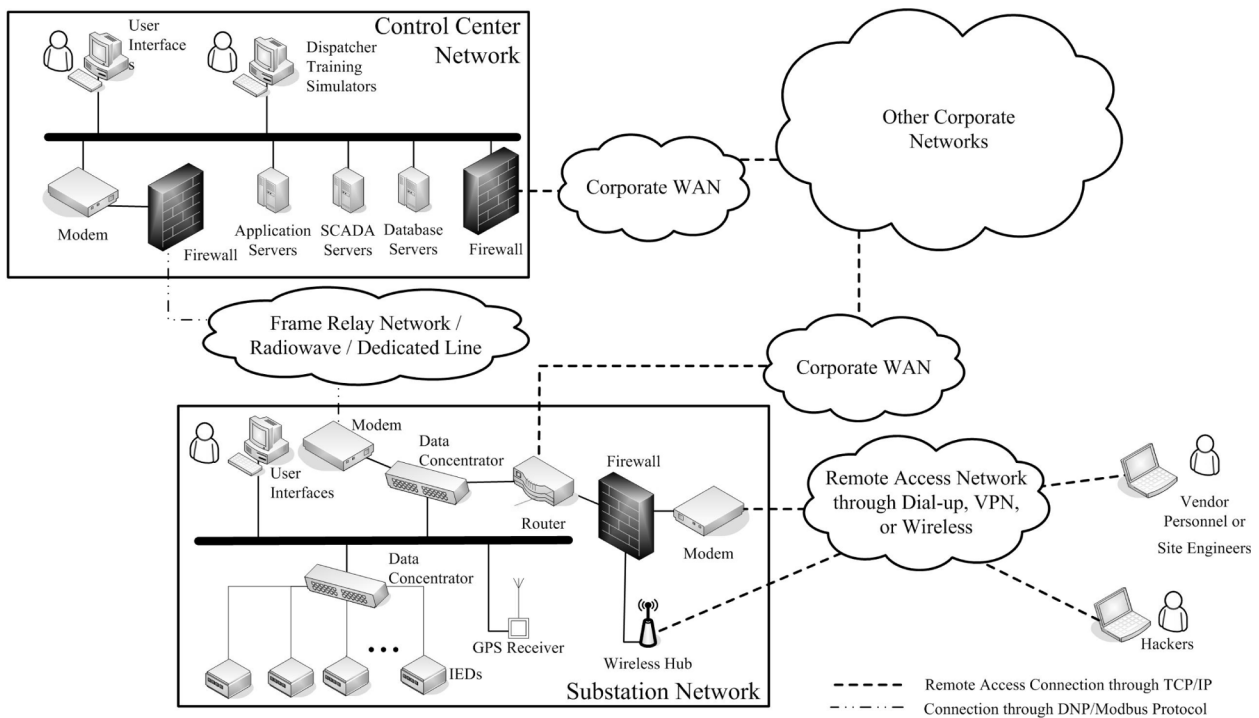 Control Center
Network
User
Interface
s
Dispatcher
Training
Simulators
Modem
Firewall
Application
Servers
SCADA
Servers
Database
Servers
Firewall
Corporate WAN
Other Corporate
Networks
Frame Relay Network /
Radiowave / Dedicated Line
Corporate WAN
User
Interfaces
Modem
Data
Concentrator
Router
Firewall
Modem
Remote Access Network
through Dial-up, VPN,
or Wireless
Vendor
Personnel or
Site Engineers
Data
Concentrator
GPS Receiver
Wireless Hub
IEDs
Hackers
Substation Network
Remote Access Connection through TCP/IP
Connection through DNP/Modbus Protocol